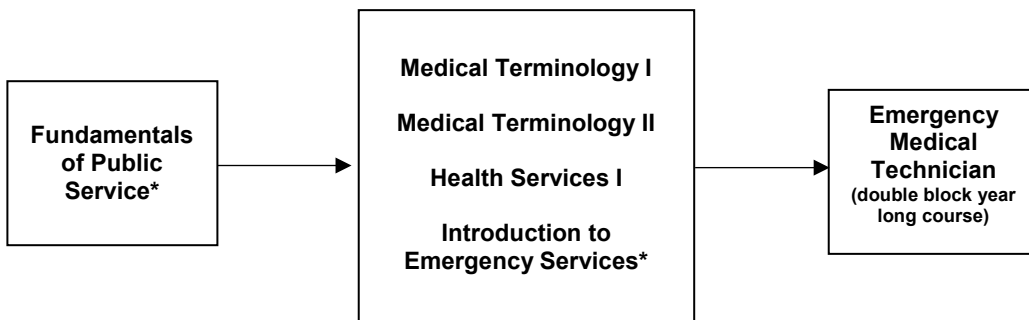 Fundamentals
of Public
Service*
Medical Terminology I
Medical Terminology II
Health Services I
Introduction to
Emergency Services*
Emergency
Medical
Technician
(double block year
long course)